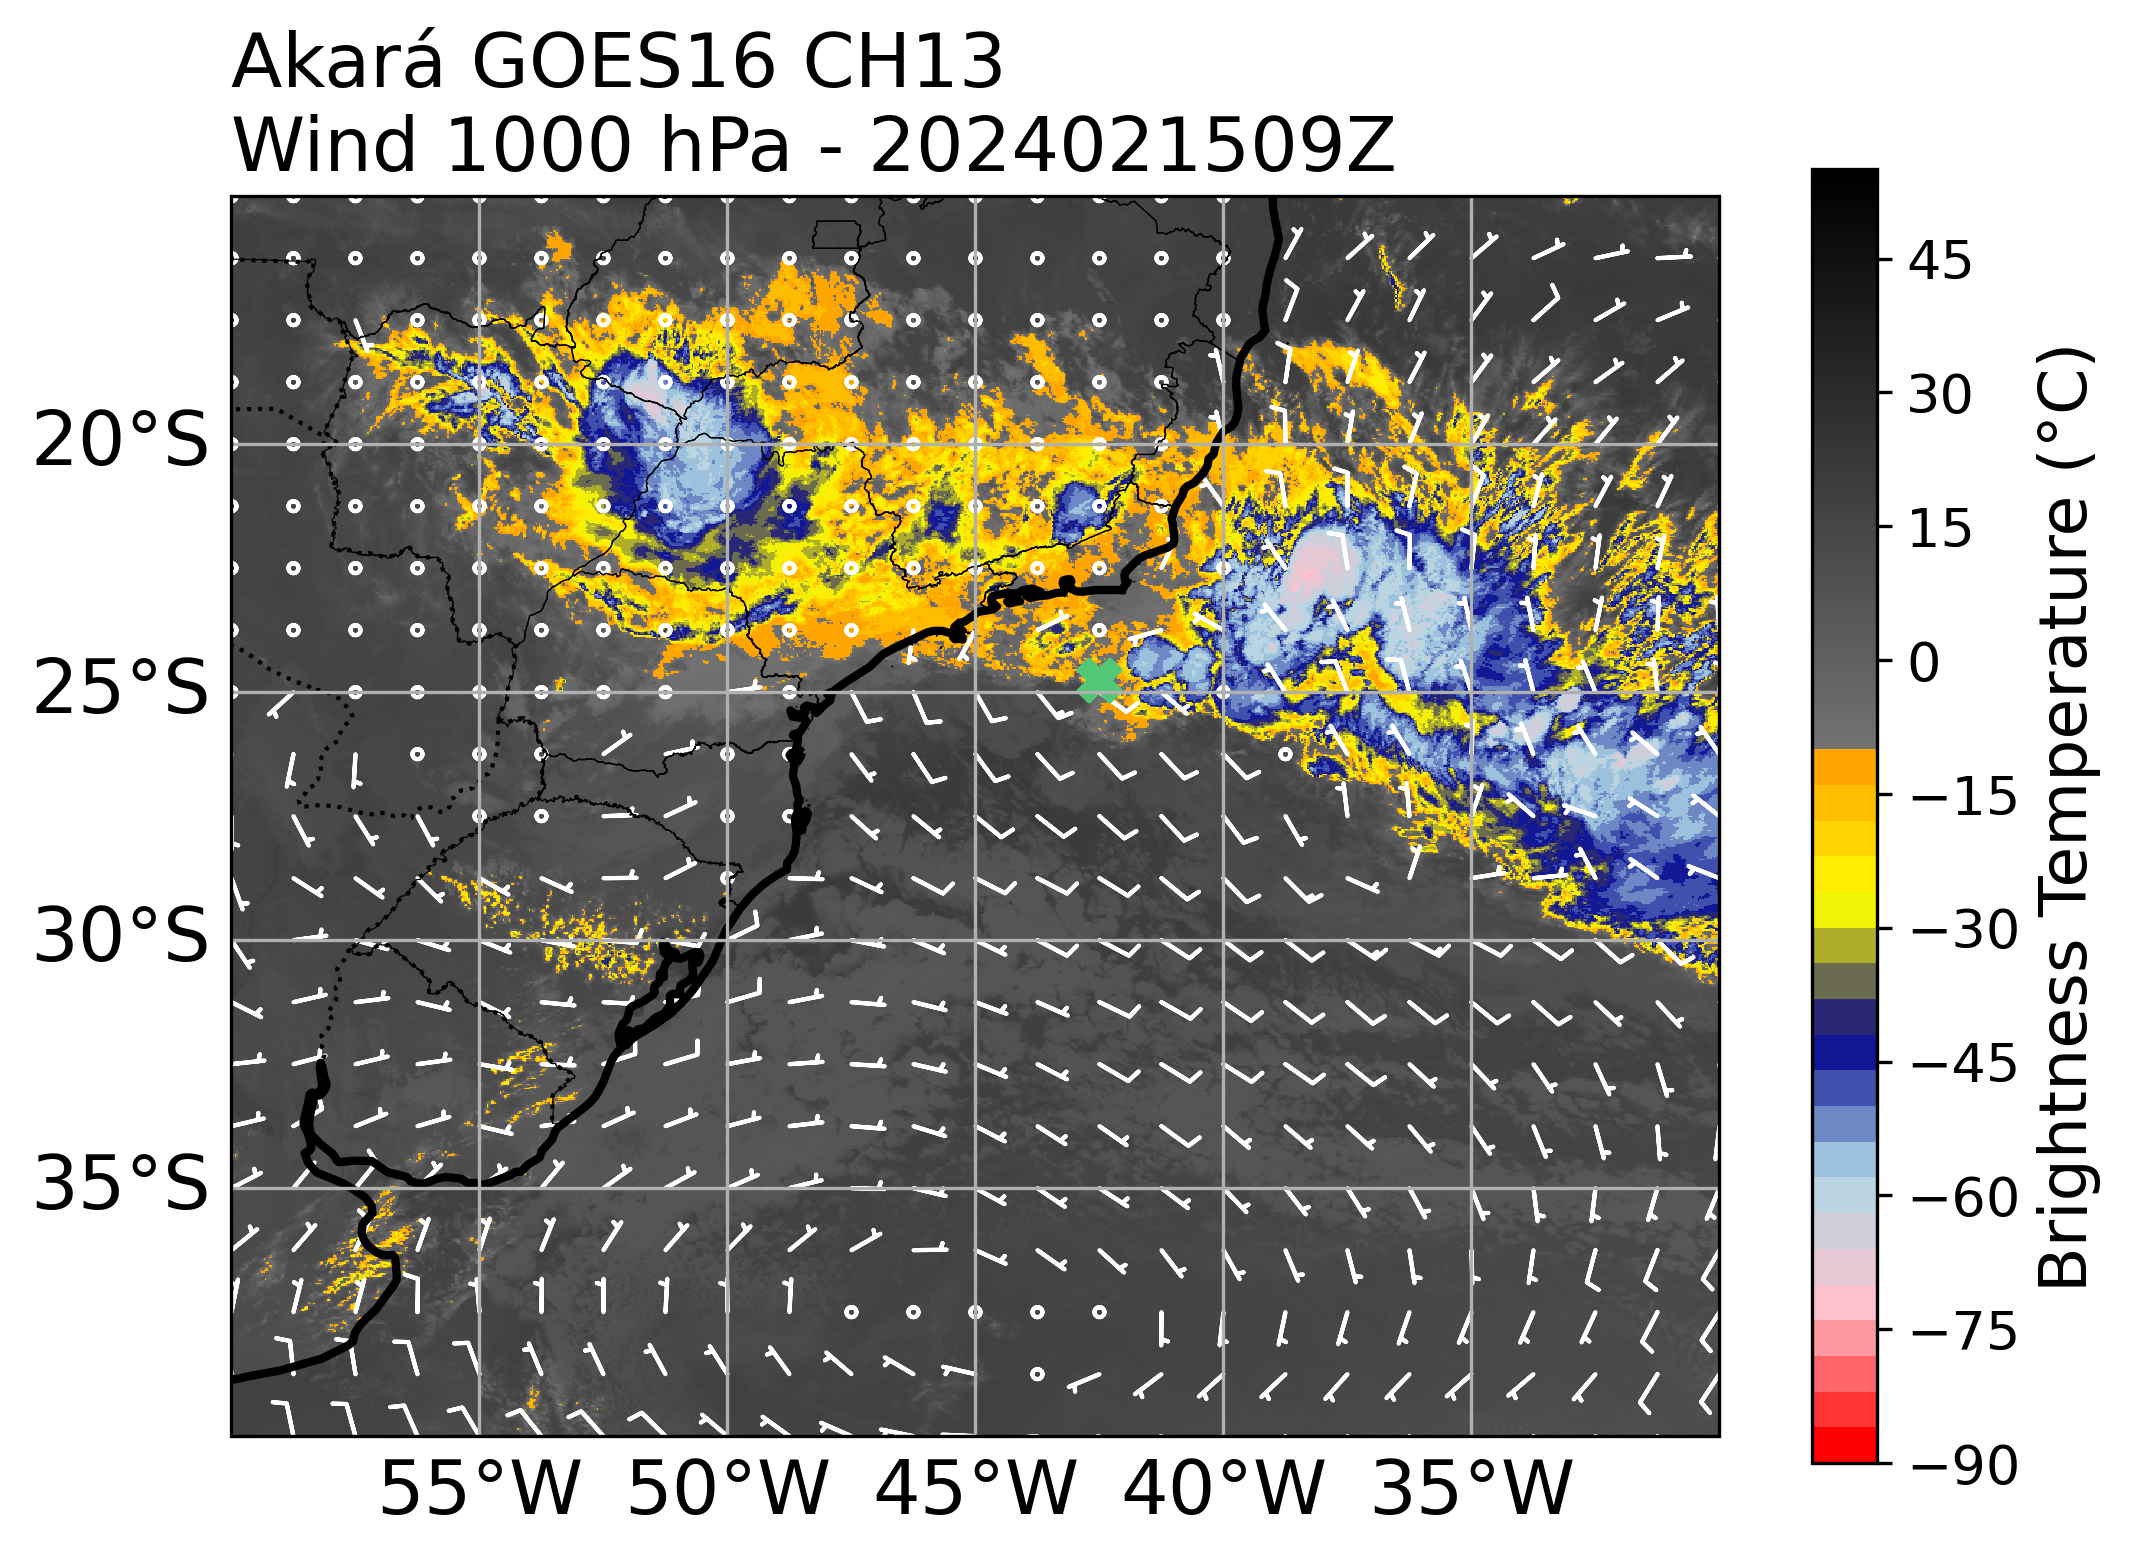 Akará GOES16 CH13
Wind 1000 hPa - 2024021509Z
20°S
25°S
30°S
35°S
55°W
50°W
45°W
40°W
35°W
45
30
15
0
−15
−30
−45
−60
−75
−90
Brightness Temperature (°C)